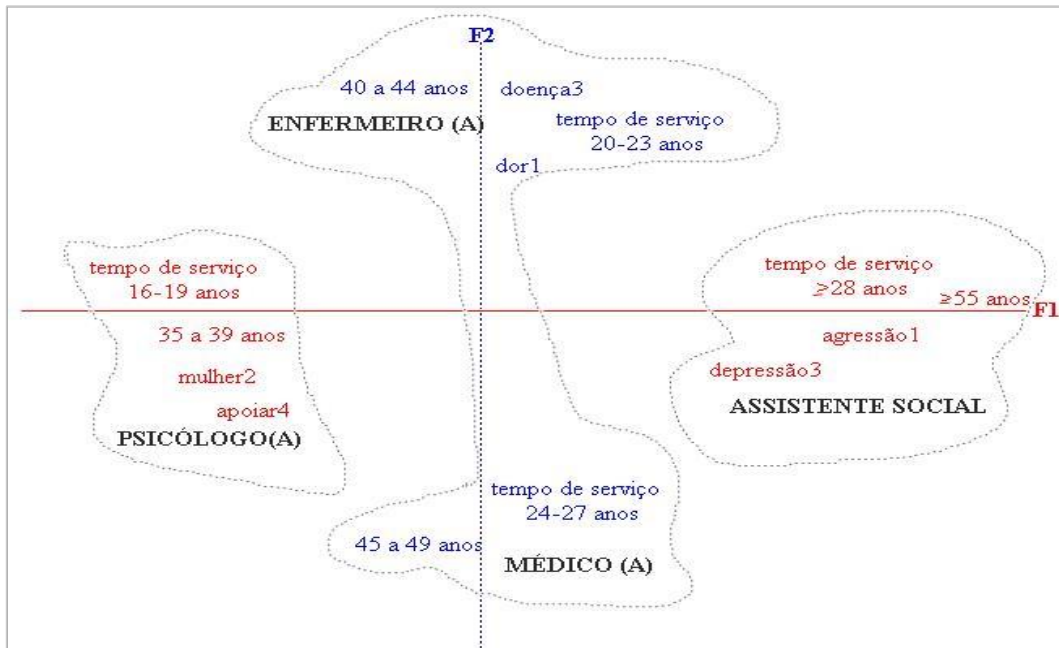 F2
40 a 44 anos
doença3
ENFERMEIRO (A)
tempo de serviço
20-23 anos
dor1
tempo de serviço
16-19 anos
35 a 39 anos
mulher2
apoiar4
PSICÓLOGO(A)
tempo de serviço
≥28 anos
≥55 anos
F1
agressão1
depressão3
ASSISTENTE SOCIAL
tempo de serviço
24-27 anos
45 a 49 anos
MÉDICO (A)